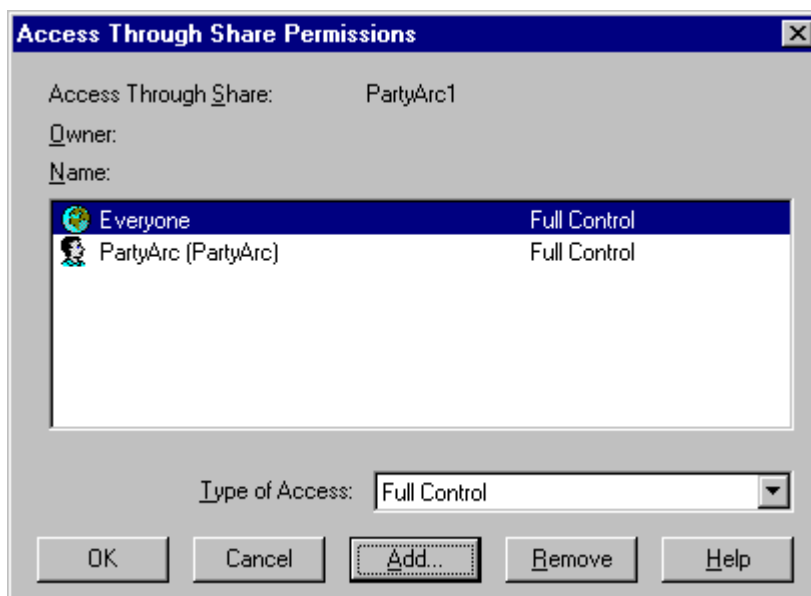 Access Through Share Permissions
Access Through Share: PartyArc1
Owner:
Name:
Everyone Full Control
PartyArc (PartyArc) Full Control
Type of Access: Full Control
OK Cancel Add... Remove Help